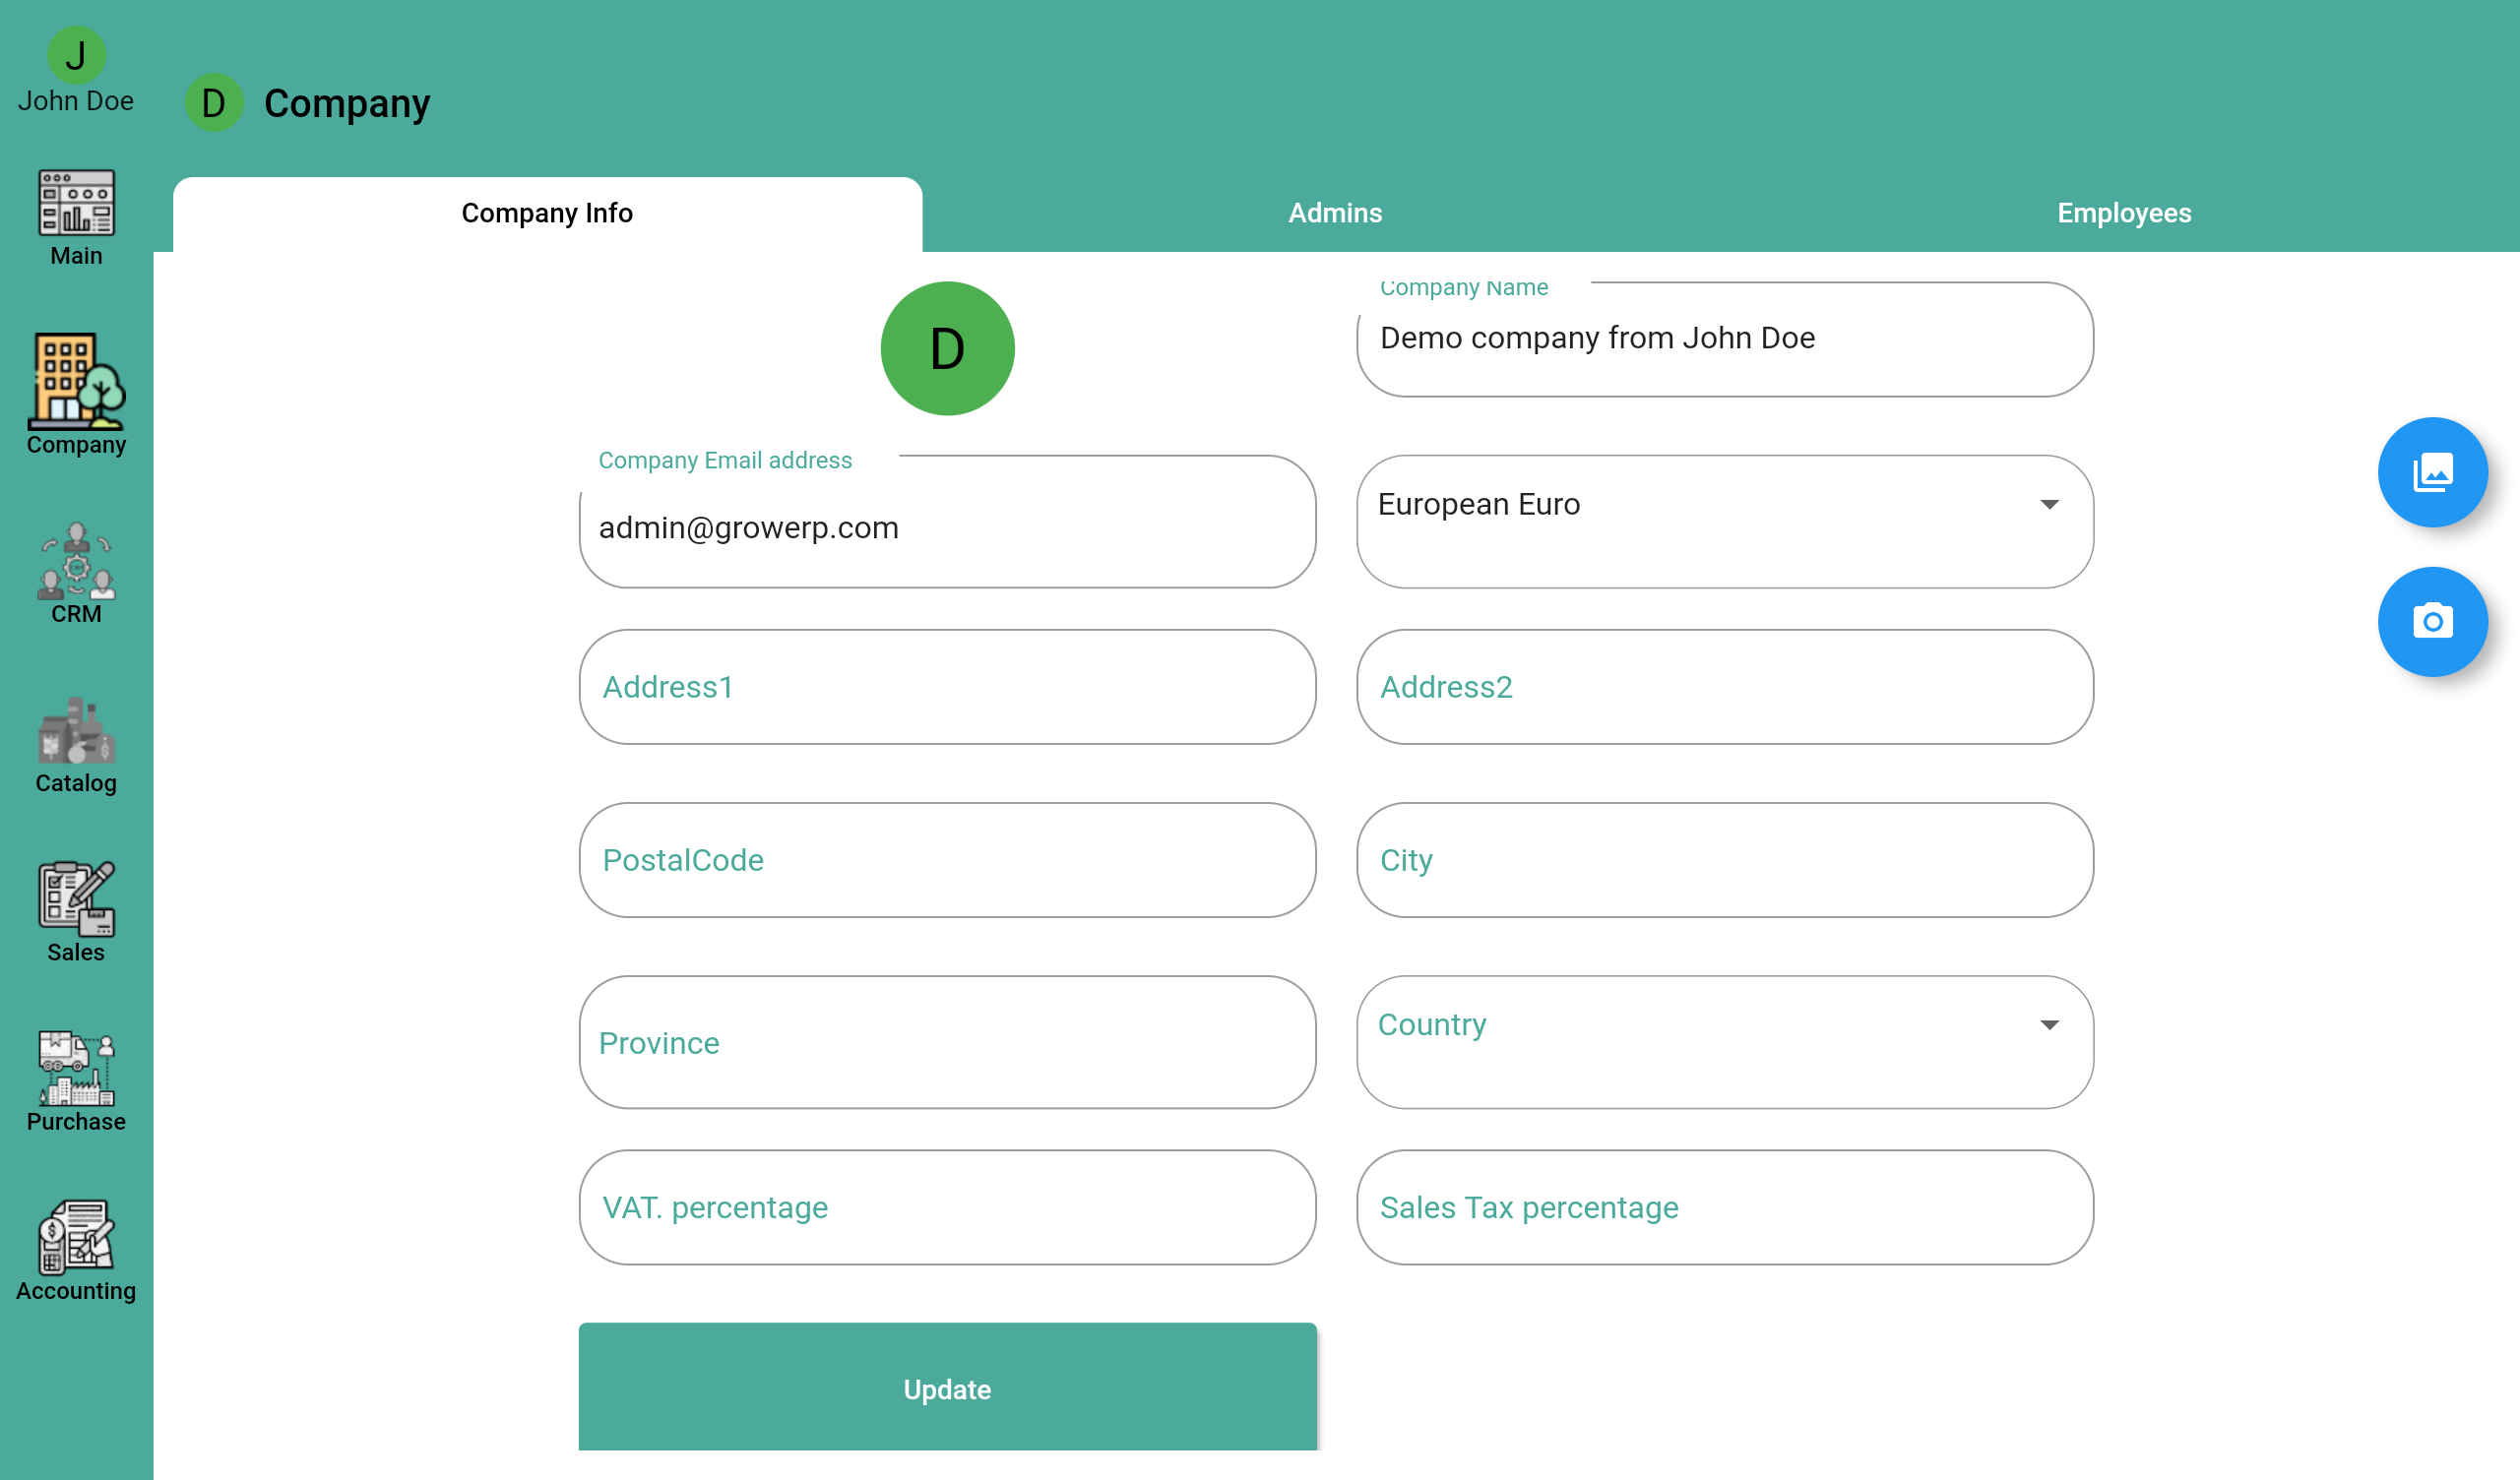 J
John Doe
D
Company
Main
Company
CRM
Catalog
Sales
Purchase
Accounting
Company Info
Admins
Employees
D
Company Name
Demo company from John Doe
Company Email address
admin@growerp.com
European Euro
Address1
Address2
PostalCode
City
Province
Country
VAT. percentage
Sales Tax percentage
Update